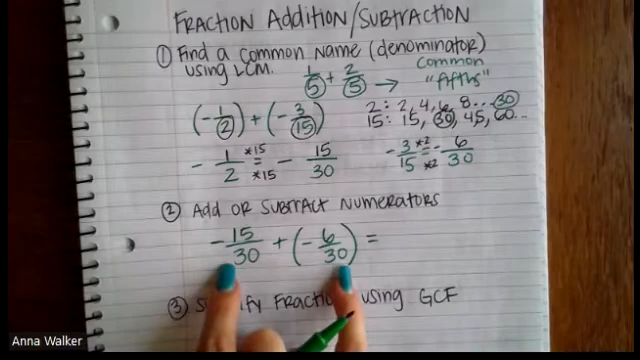 FRACTION ADDITION/SUBTRACTION
① Find a common name (denominator)
using LCM. 1/5 + 2/5 → common "fifths"
(-1/2) + (-3/15) 2: 2, 4, 6, 8... 30
15: 15, 30, 45, 60...
- 1/2 *15 = *15 - 15/30 - 3/15 *2 = *2 - 6/30
② Add OR SUBTRACT NUMERATORS
- 15/30 + (- 6/30) =
③ Fraction using GCF
Anna Walker